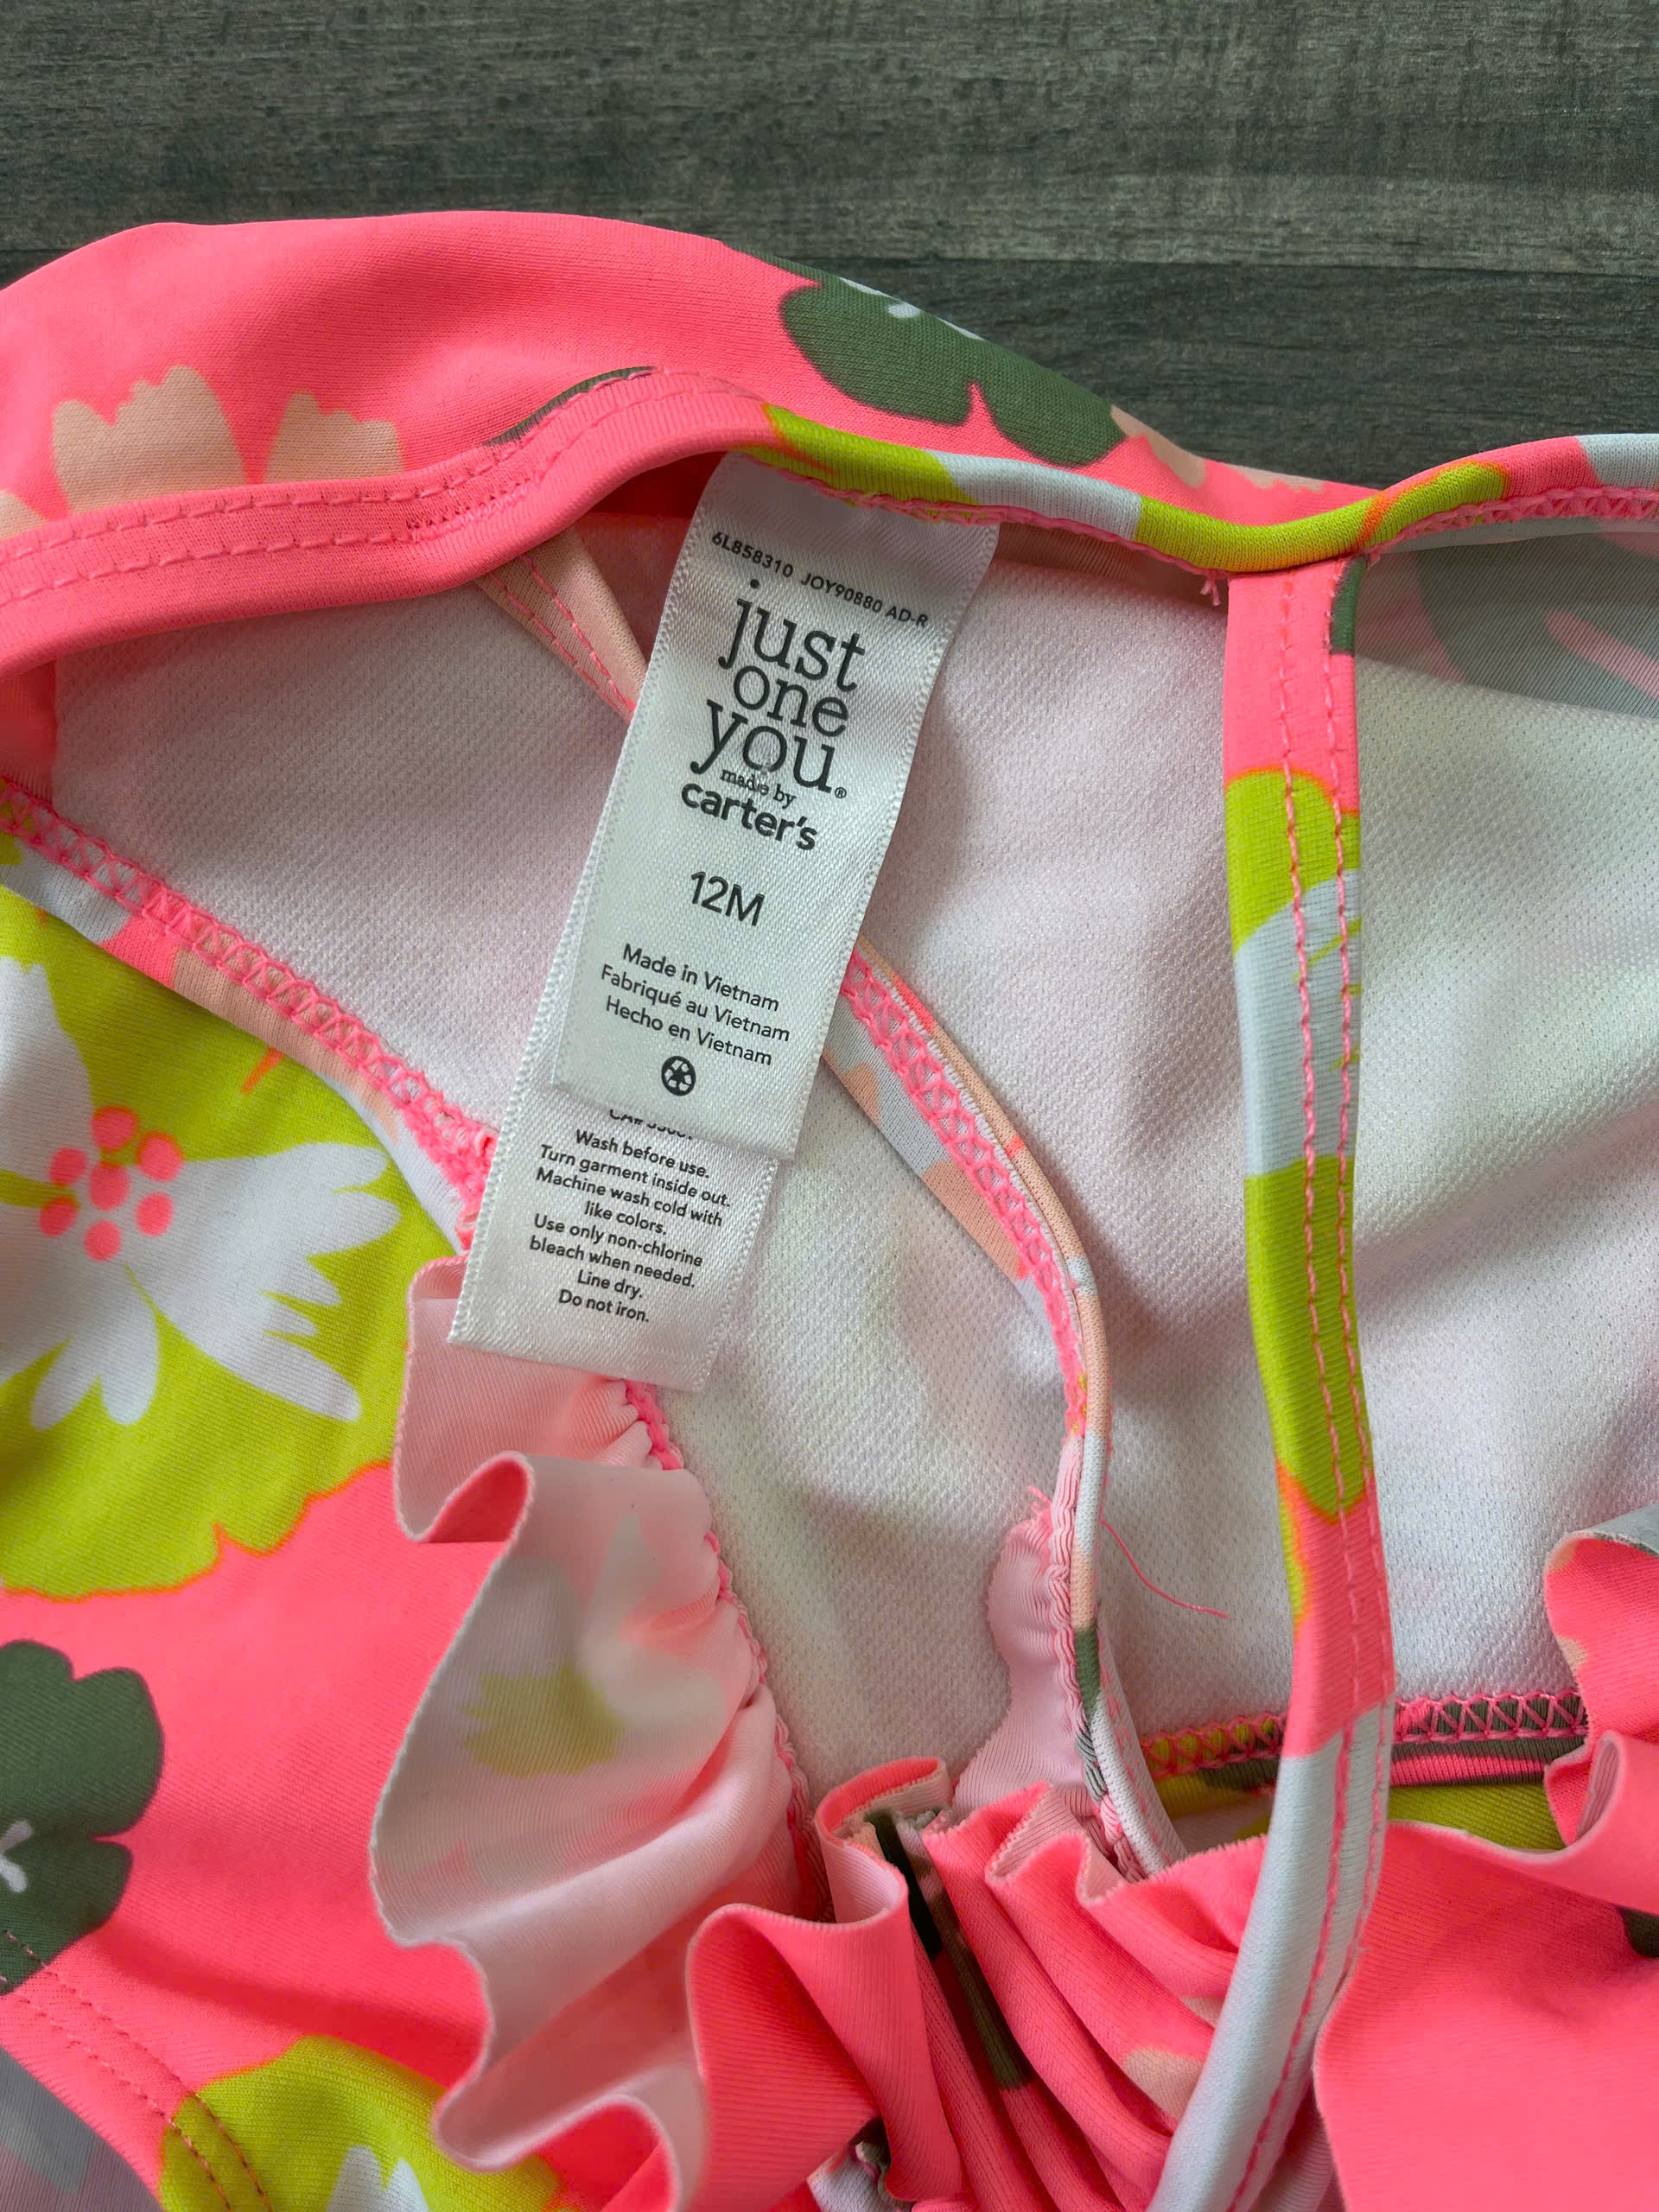 6L858310 JOY90880 AD-R
just
one
you®
made by
carter's
12M
Made in Vietnam
Fabriqué au Vietnam
Hecho en Vietnam
Wash before use.
Turn garment inside out.
Machine wash cold with
like colors.
Use only non-chlorine
bleach when needed.
Line dry.
Do not iron.